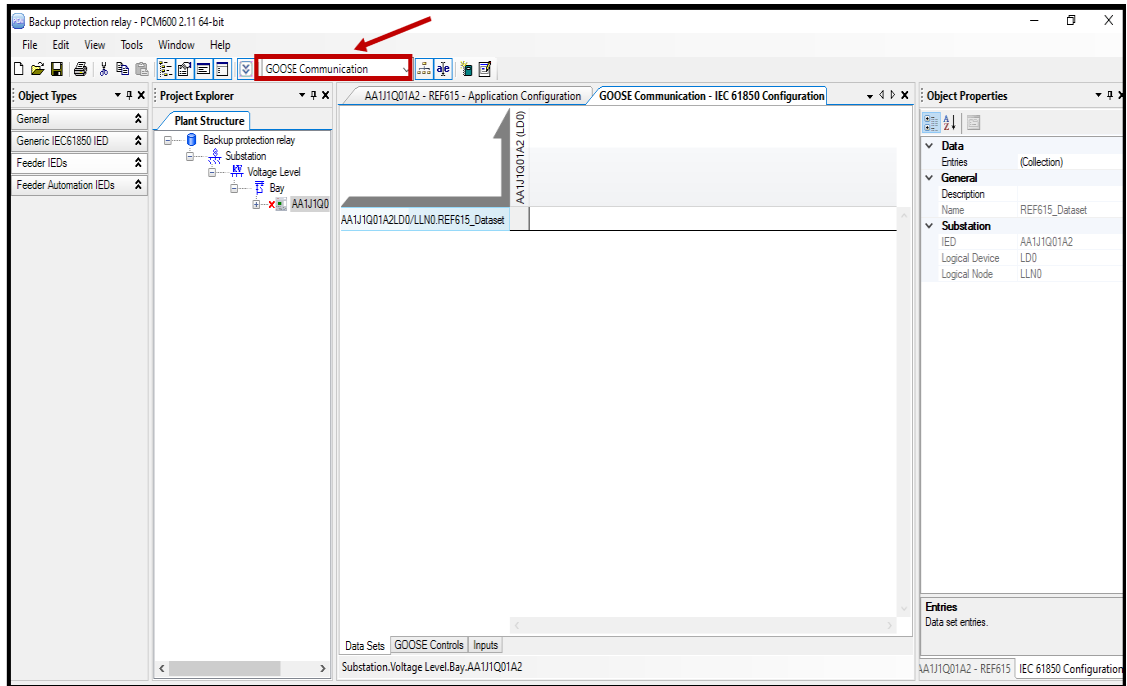 Backup protection relay - PCM600 2.11 64-bit
File Edit View Tools Window Help
GOOSE Communication
Object Types
General
Generic IEC61850 IED
Feeder IEDs
Feeder Automation IEDs
Project Explorer
Plant Structure
Backup protection relay
Substation
Voltage Level
Bay
AA1J1Q0
AA1J1Q01A2 - REF615 - Application Configuration
GOOSE Communication - IEC 61850 Configuration
AA1J1Q01A2 (LD0)
AA1J1Q01A2LD0/LLN0.REF615_Dataset
Data Sets GOOSE Controls Inputs
Substation.Voltage Level.Bay.AA1J1Q01A2
Object Properties
Data
Entries (Collection)
General
Description
Name REF615_Dataset
Substation
IED AA1J1Q01A2
Logical Device LD0
Logical Node LLN0
Entries
Data set entries.
AA1J1Q01A2 - REF615 IEC 61850 Configuration